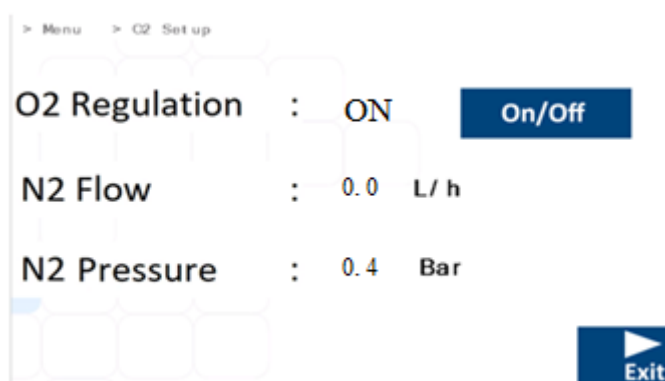 > Menu > O2 Set up
O2 Regulation : ON On/Off
N2 Flow : 0.0 L/h
N2 Pressure : 0.4 Bar
Exit